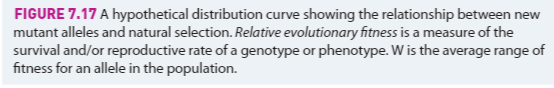 FIGURE 7.17 A hypothetical distribution curve showing the relationship between new
mutant alleles and natural selection. Relative evolutionary fitness is a measure of the
survival and/or reproductive rate of a genotype or phenotype. W is the average range of
fitness for an allele in the population.